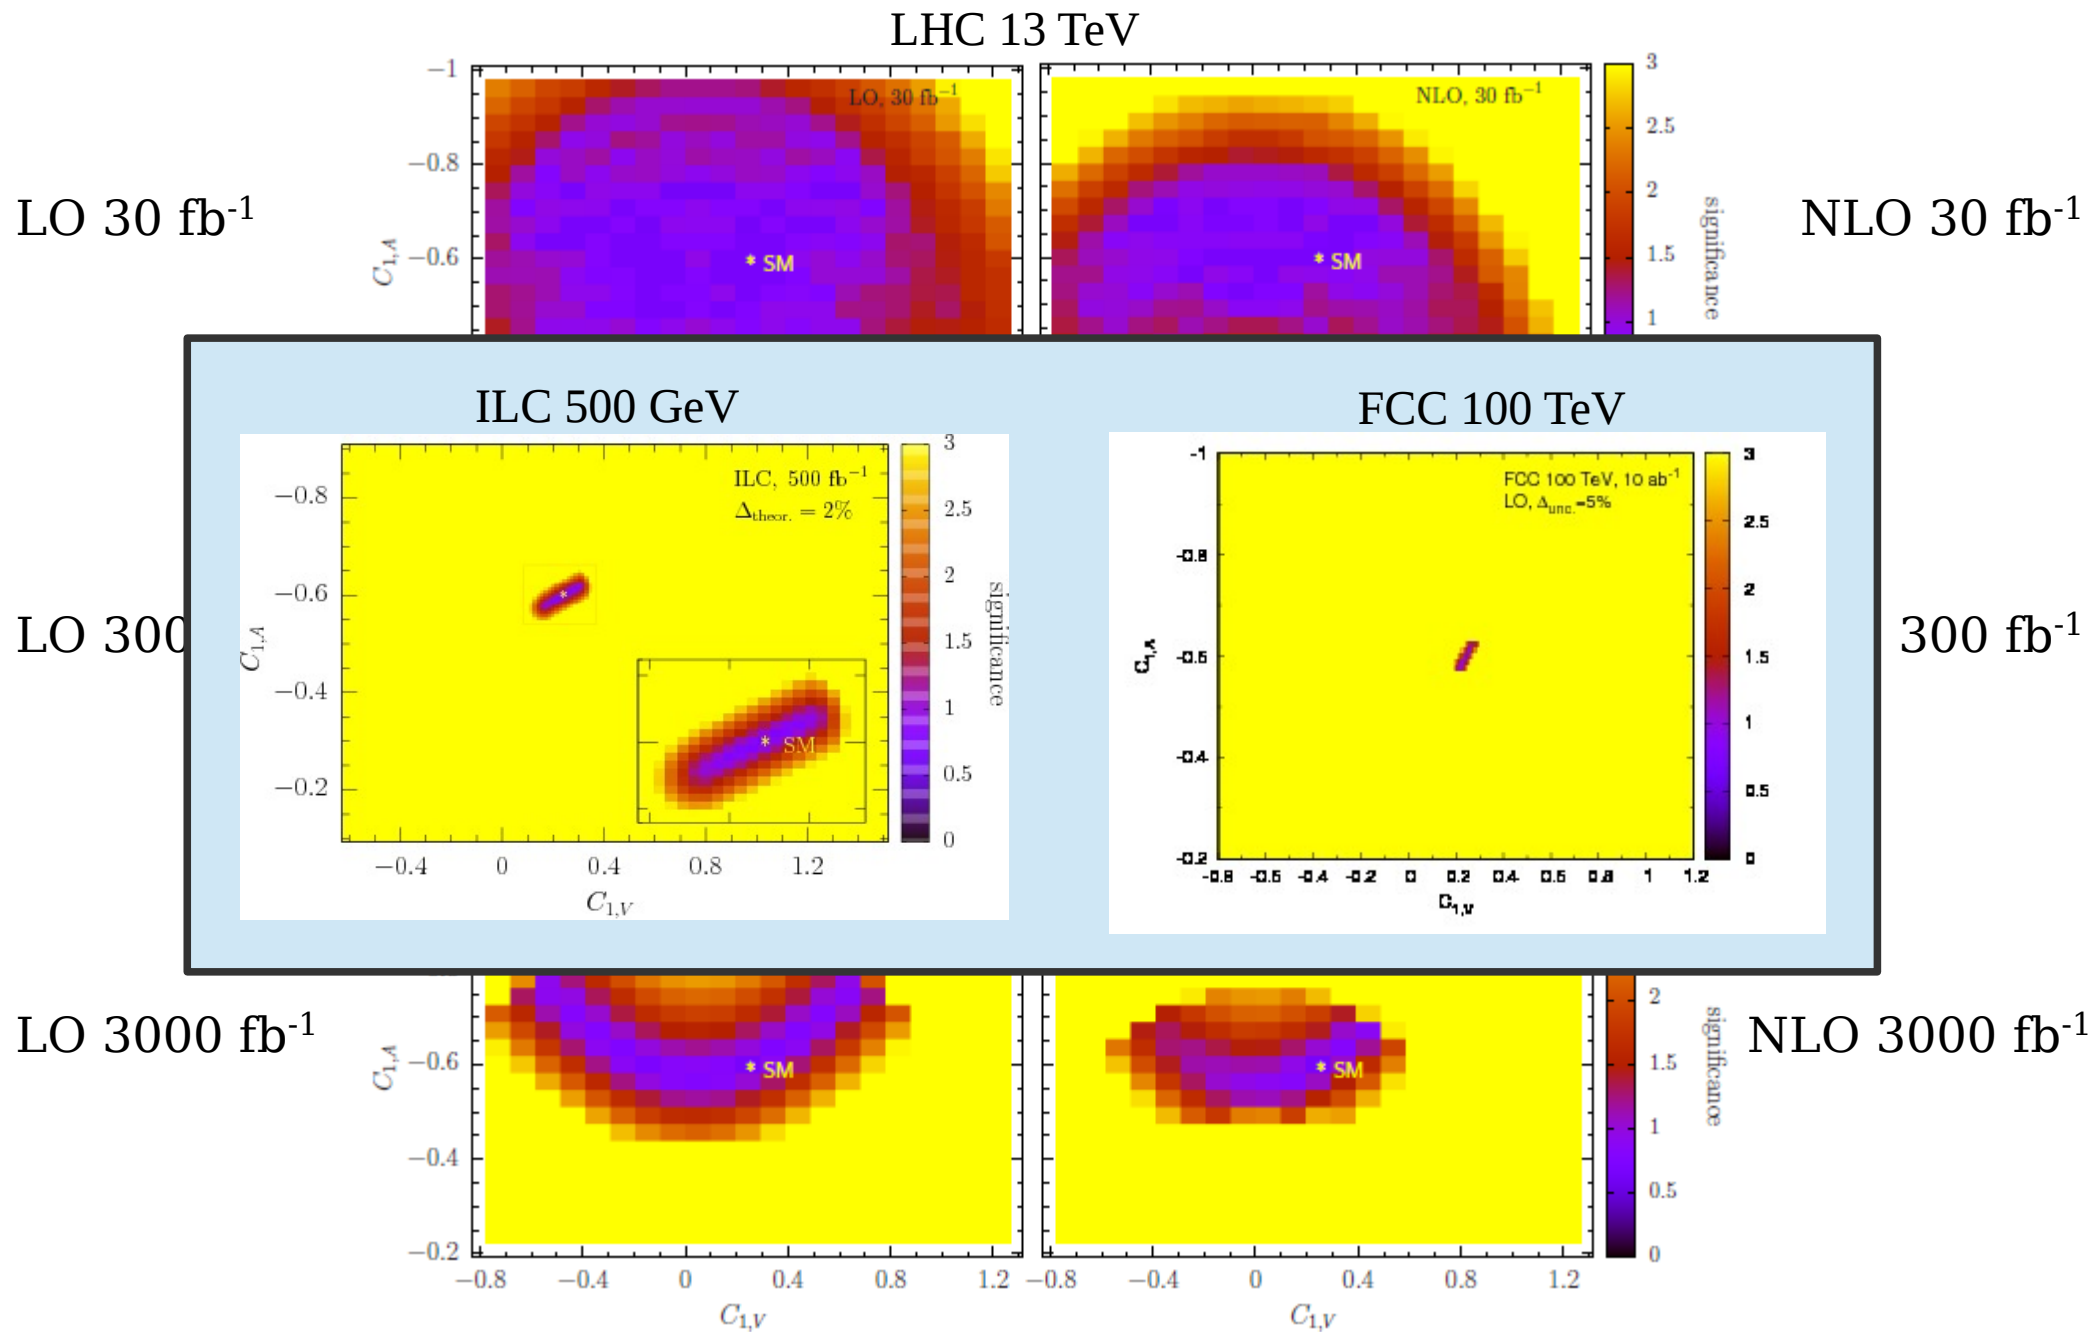 LHC 13 TeV
LO 30 fb-1
NLO 30 fb-1
LO, 30 fb−1
NLO, 30 fb−1
−1
−0.8
−0.6
C1,A
* SM
* SM
3
2.5
2
1.5
1
significance
ILC 500 GeV
FCC 100 TeV
LO 300
300 fb-1
ILC, 500 fb−1
Δtheor. = 2%
−0.8
−0.6
−0.4
−0.2
C1,A
* SM
3
2.5
2
1.5
1
0.5
0
significance
−0.4 0 0.4 0.8 1.2
C1,V
FCC 100 TeV, 10 ab-1
LO, Δunc.=5%
-1
-0.8
-0.6
-0.4
-0.2
C1,A
3
2.5
2
1.5
1
0.5
0
-0.8 -0.6 -0.4 -0.2 0 0.2 0.4 0.6 0.8 1 1.2
C1,V
LO 3000 fb-1
NLO 3000 fb-1
−0.6
−0.4
−0.2
C1,A
* SM
* SM
2
1.5
1
0.5
0
significance
−0.8 −0.4 0 0.4 0.8 1.2
−0.8 −0.4 0 0.4 0.8 1.2
C1,V
C1,V